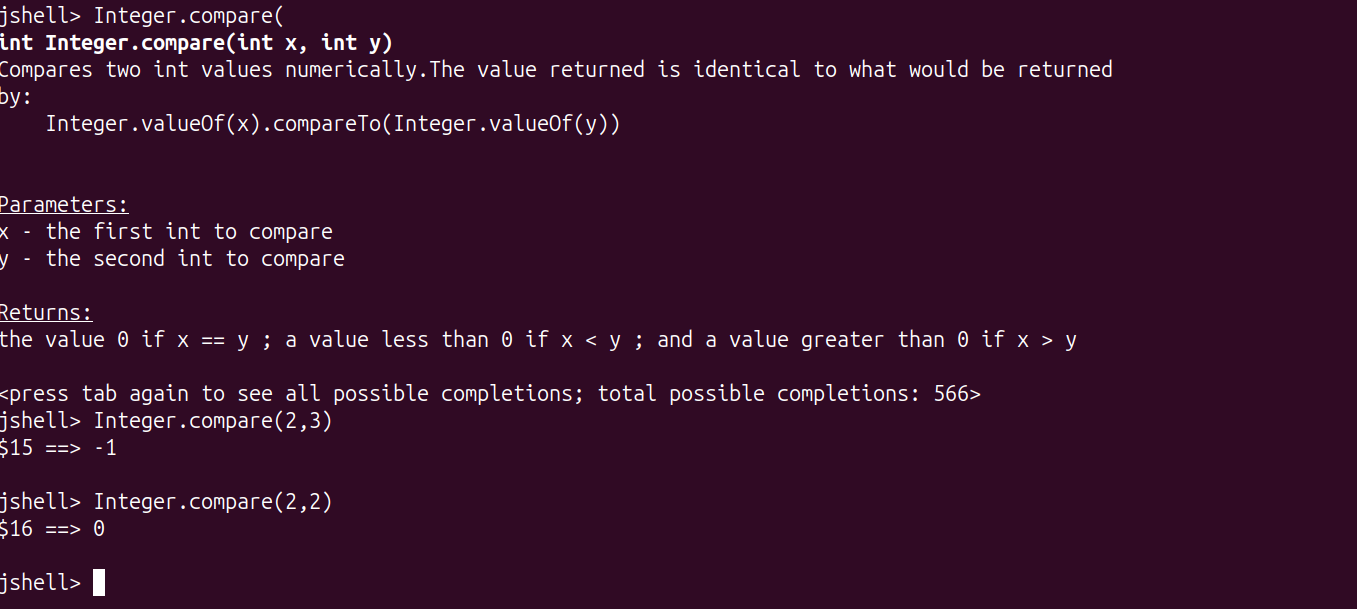 jshell> Integer.compare(
int Integer.compare(int x, int y)
Compares two int values numerically.The value returned is identical to what would be returned
by:
    Integer.valueOf(x).compareTo(Integer.valueOf(y))
Parameters:
x - the first int to compare
y - the second int to compare
Returns:
the value 0 if x == y ; a value less than 0 if x < y ; and a value greater than 0 if x > y
<press tab again to see all possible completions; total possible completions: 566>
jshell> Integer.compare(2,3)
$15 ==> -1
jshell> Integer.compare(2,2)
$16 ==> 0
jshell>